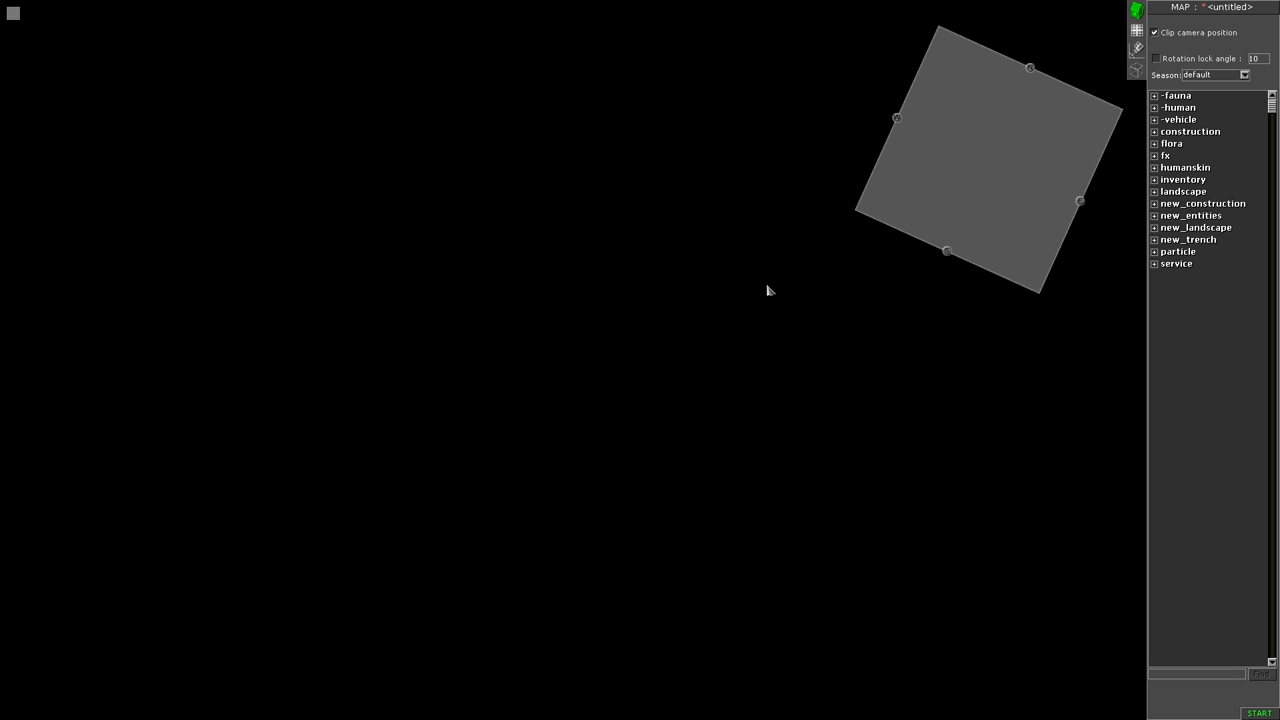 MAP : * <untitled>
Clip camera position
Rotation lock angle : 10
Season: default
-fauna
-human
-vehicle
construction
flora
fx
humanskin
inventory
landscape
new_construction
new_entities
new_landscape
new_trench
particle
service
Find
START